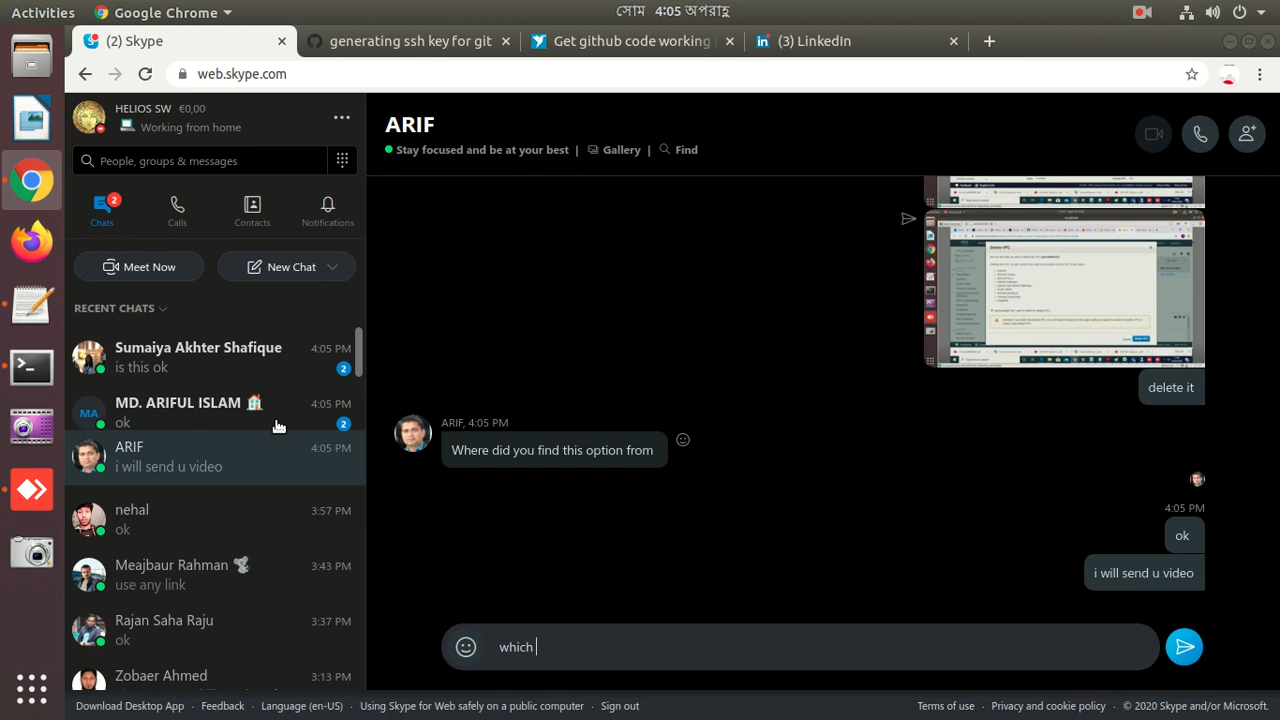 Activities
Google Chrome
সোম 4:05 অপরাহ্ণ
(2) Skype
generating ssh key for git
Get github code working
(3) LinkedIn
web.skype.com
HELIOS SW €0,00
Working from home
People, groups & messages
2
Chats
Calls
Contacts
Notifications
Meet Now
New Chat
RECENT CHATS
Sumaiya Akhter Shafiqu
4:05 PM
is this ok
2
MA
MD. ARIFUL ISLAM
4:05 PM
ok
2
ARIF
4:05 PM
i will send u video
nehal
3:57 PM
ok
Meajbaur Rahman
3:43 PM
use any link
Rajan Saha Raju
3:37 PM
ok
Zobaer Ahmed
3:13 PM
ARIF
Stay focused and be at your best | Gallery | Find
delete it
ARIF, 4:05 PM
Where did you find this option from
4:05 PM
ok
i will send u video
which
Download Desktop App • Feedback • Language (en-US) • Using Skype for Web safely on a public computer • Sign out
Terms of use • Privacy and cookie policy • © 2020 Skype and/or Microsoft.